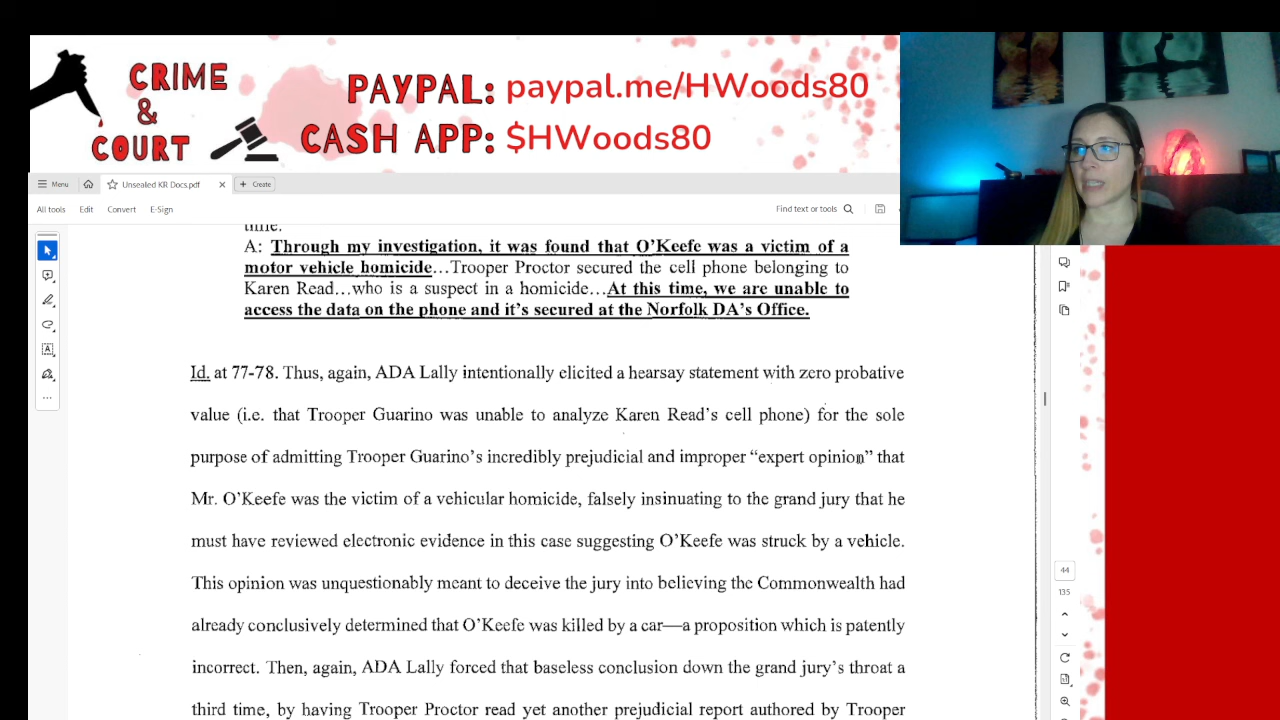 CRIME
&
COURT
PAYPAL: paypal.me/HWoods80
CASH APP: $HWoods80
Menu
Unsealed KR Docs.pdf
Create
All tools
Edit
Convert
E-Sign
Find text or tools
time.
A: Through my investigation, it was found that O'Keefe was a victim of a
motor vehicle homicide…Trooper Proctor secured the cell phone belonging to
Karen Read…who is a suspect in a homicide…At this time, we are unable to
access the data on the phone and it's secured at the Norfolk DA's Office.
Id. at 77-78. Thus, again, ADA Lally intentionally elicited a hearsay statement with zero probative
value (i.e. that Trooper Guarino was unable to analyze Karen Read's cell phone) for the sole
purpose of admitting Trooper Guarino's incredibly prejudicial and improper "expert opinion" that
Mr. O'Keefe was the victim of a vehicular homicide, falsely insinuating to the grand jury that he
must have reviewed electronic evidence in this case suggesting O'Keefe was struck by a vehicle.
This opinion was unquestionably meant to deceive the jury into believing the Commonwealth had
already conclusively determined that O'Keefe was killed by a car—a proposition which is patently
incorrect. Then, again, ADA Lally forced that baseless conclusion down the grand jury's throat a
third time, by having Trooper Proctor read yet another prejudicial report authored by Trooper
44
135